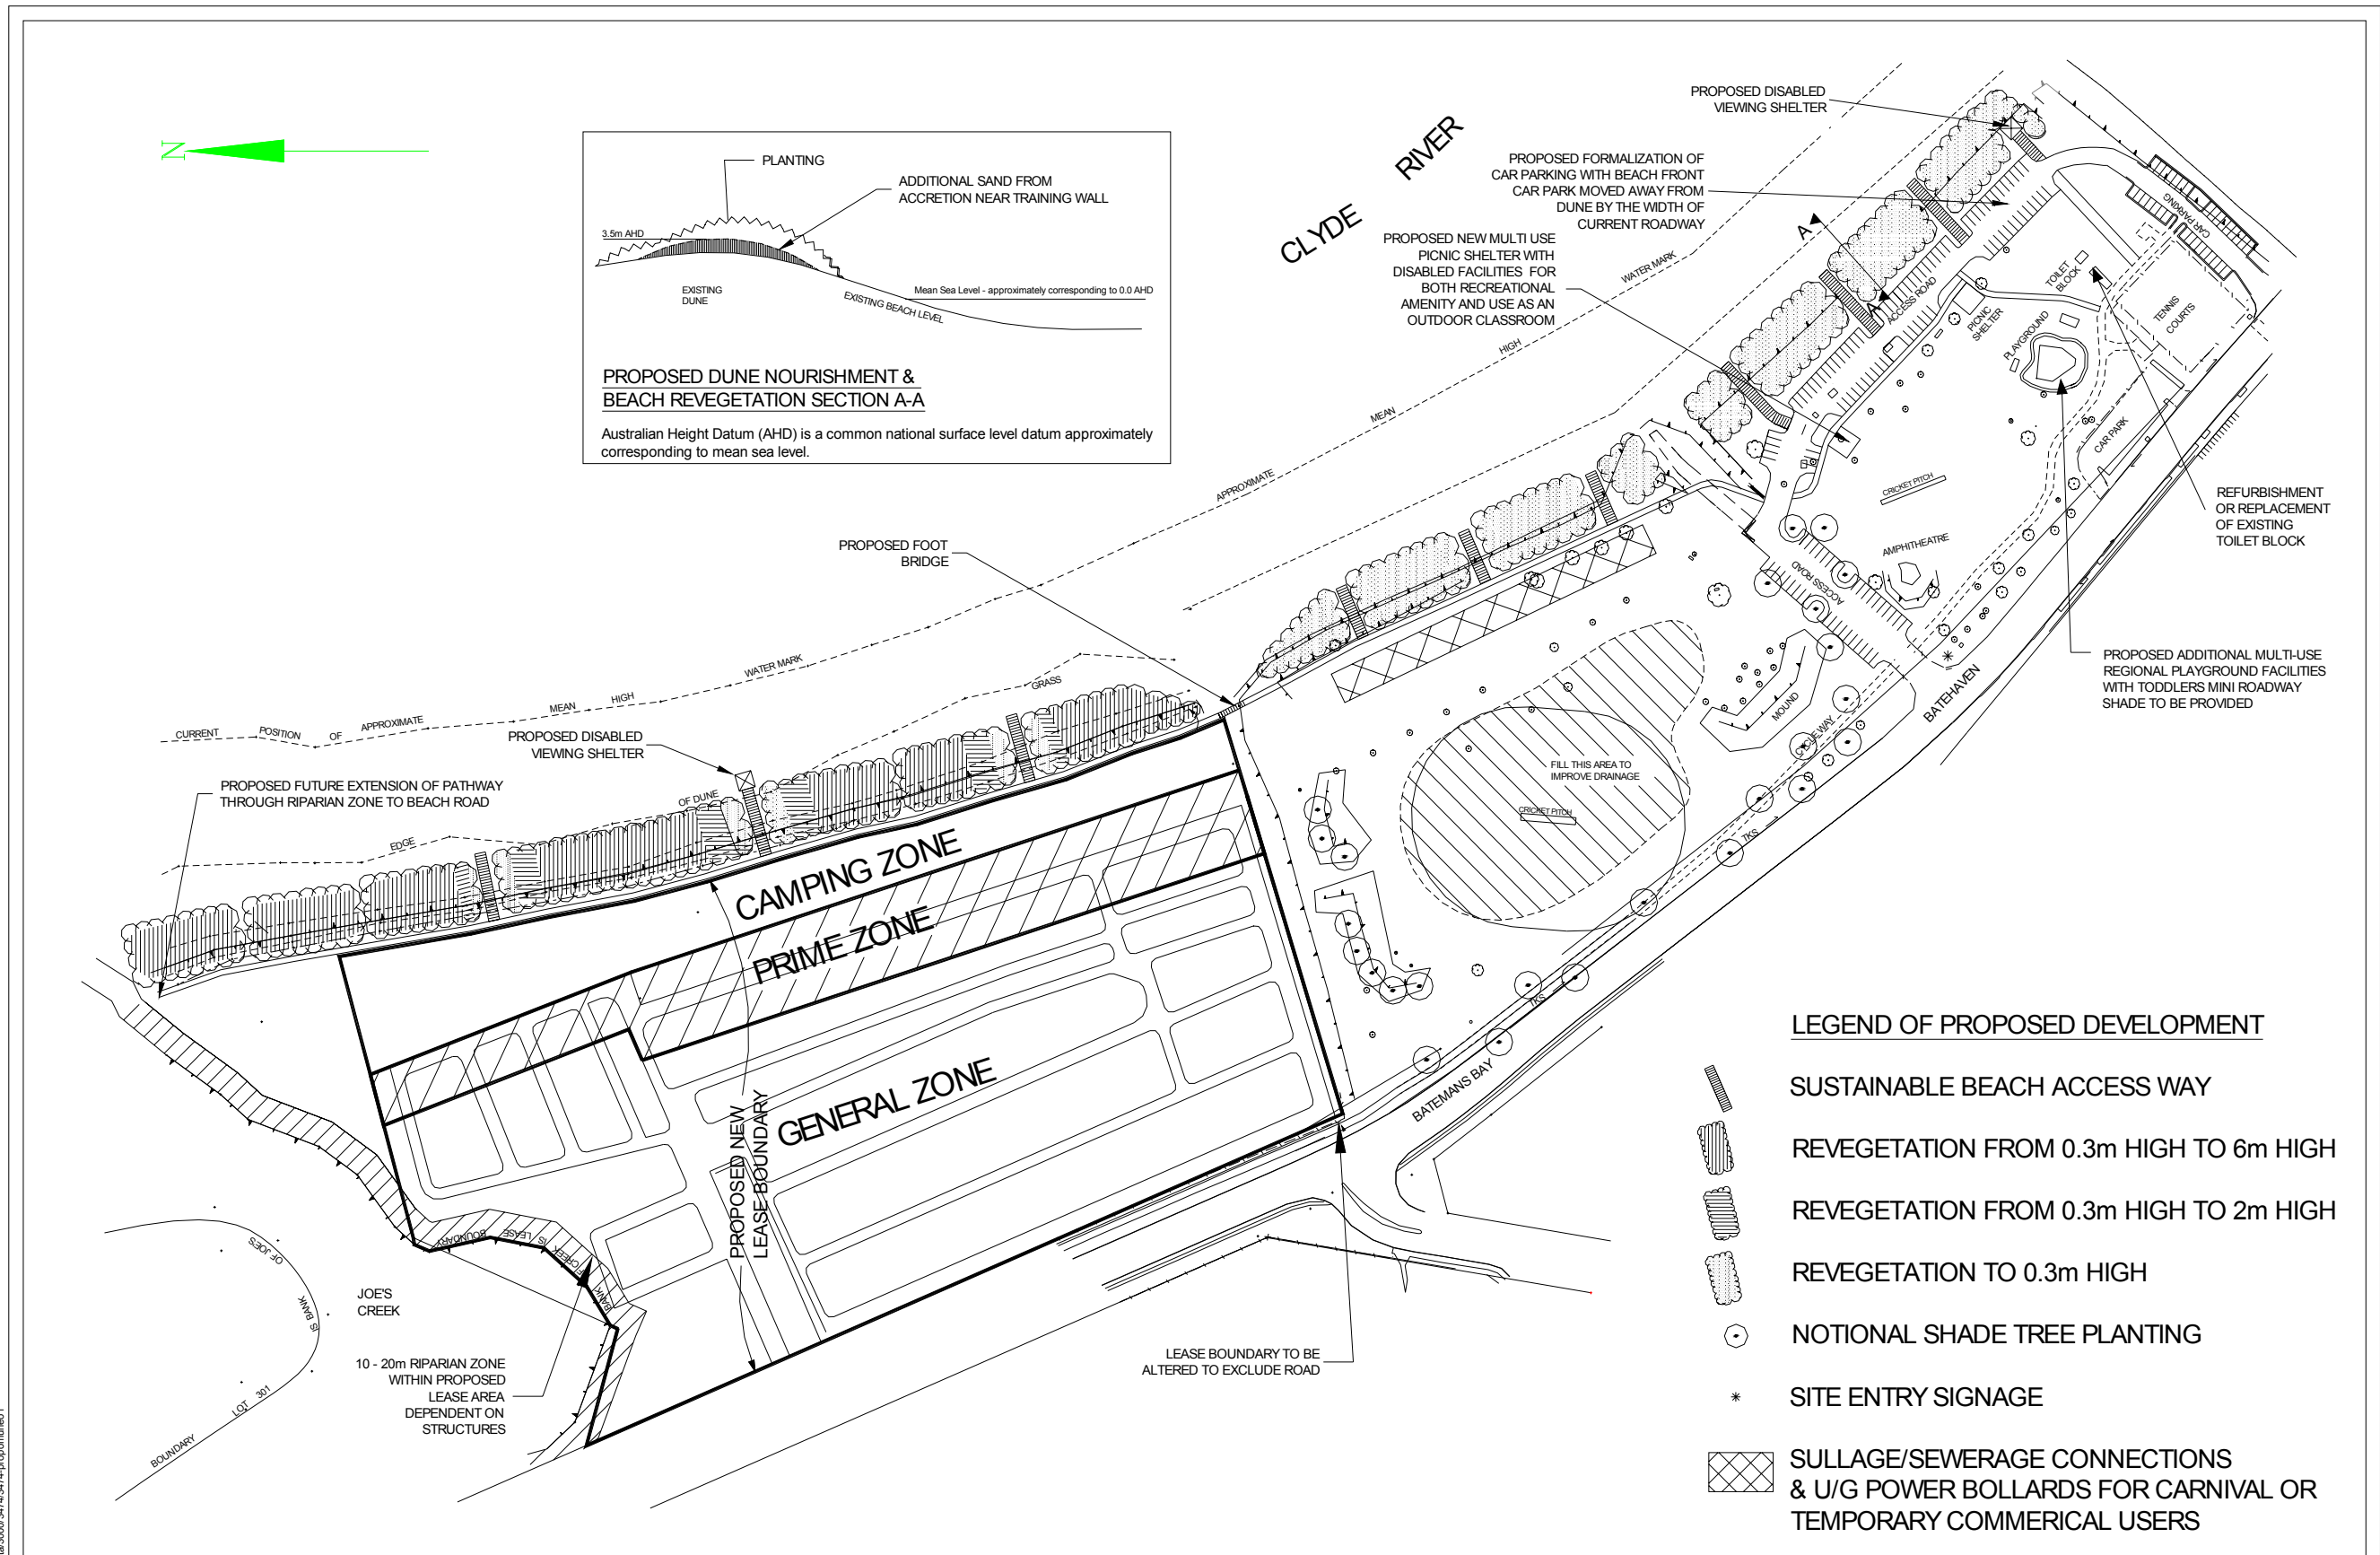 N
PLANTING
ADDITIONAL SAND FROM
ACCRETION NEAR TRAINING WALL
3.5m AHD
EXISTING
DUNE
EXISTING BEACH LEVEL
Mean Sea Level - approximately corresponding to 0.0 AHD
PROPOSED DUNE NOURISHMENT &
BEACH REVEGETATION SECTION A-A
Australian Height Datum (AHD) is a common national surface level datum approximately
corresponding to mean sea level.
CLYDE RIVER
PROPOSED DISABLED
VIEWING SHELTER
PROPOSED FORMALIZATION OF
CAR PARKING WITH BEACH FRONT
CAR PARK MOVED AWAY FROM
DUNE BY THE WIDTH OF
CURRENT ROADWAY
PROPOSED NEW MULTI USE
PICNIC SHELTER WITH
DISABLED FACILITIES FOR
BOTH RECREATIONAL
AMENITY AND USE AS AN
OUTDOOR CLASSROOM
A
A
CAR PARKING
TOILET
BLOCK
ACCESS ROAD
PICNIC
SHELTER
PLAYGROUND
TENNIS
COURTS
CAR PARK
CRICKET PITCH
AMPHITHEATRE
ACCESS ROAD
REFURBISHMENT
OR REPLACEMENT
OF EXISTING
TOILET BLOCK
PROPOSED ADDITIONAL MULTI-USE
REGIONAL PLAYGROUND FACILITIES
WITH TODDLERS MINI ROADWAY
SHADE TO BE PROVIDED
APPROXIMATE MEAN HIGH WATER MARK
PROPOSED FOOT
BRIDGE
CURRENT POSITION OF APPROXIMATE MEAN HIGH WATER MARK
PROPOSED DISABLED
VIEWING SHELTER
PROPOSED FUTURE EXTENSION OF PATHWAY
THROUGH RIPARIAN ZONE TO BEACH ROAD
EDGE OF DUNE GRASS
MOUND
CYCLEWAY
BATEHAVEN
FILL THIS AREA TO
IMPROVE DRAINAGE
CRICKET PITCH
TKS
TKS
BATEMANS BAY
CAMPING ZONE
PRIME ZONE
GENERAL ZONE
PROPOSED NEW
LEASE BOUNDARY
BANK OF CREEK IS LEASE BOUNDARY
JOE'S
CREEK
IS BANK OF JOES
BOUNDARY LOT 301
10 - 20m RIPARIAN ZONE
WITHIN PROPOSED
LEASE AREA
DEPENDENT ON
STRUCTURES
LEASE BOUNDARY TO BE
ALTERED TO EXCLUDE ROAD
LEGEND OF PROPOSED DEVELOPMENT
SUSTAINABLE BEACH ACCESS WAY
REVEGETATION FROM 0.3m HIGH TO 6m HIGH
REVEGETATION FROM 0.3m HIGH TO 2m HIGH
REVEGETATION TO 0.3m HIGH
NOTIONAL SHADE TREE PLANTING
SITE ENTRY SIGNAGE
SULLAGE/SEWERAGE CONNECTIONS
& U/G POWER BOLLARDS FOR CARNIVAL OR
TEMPORARY COMMERICAL USERS